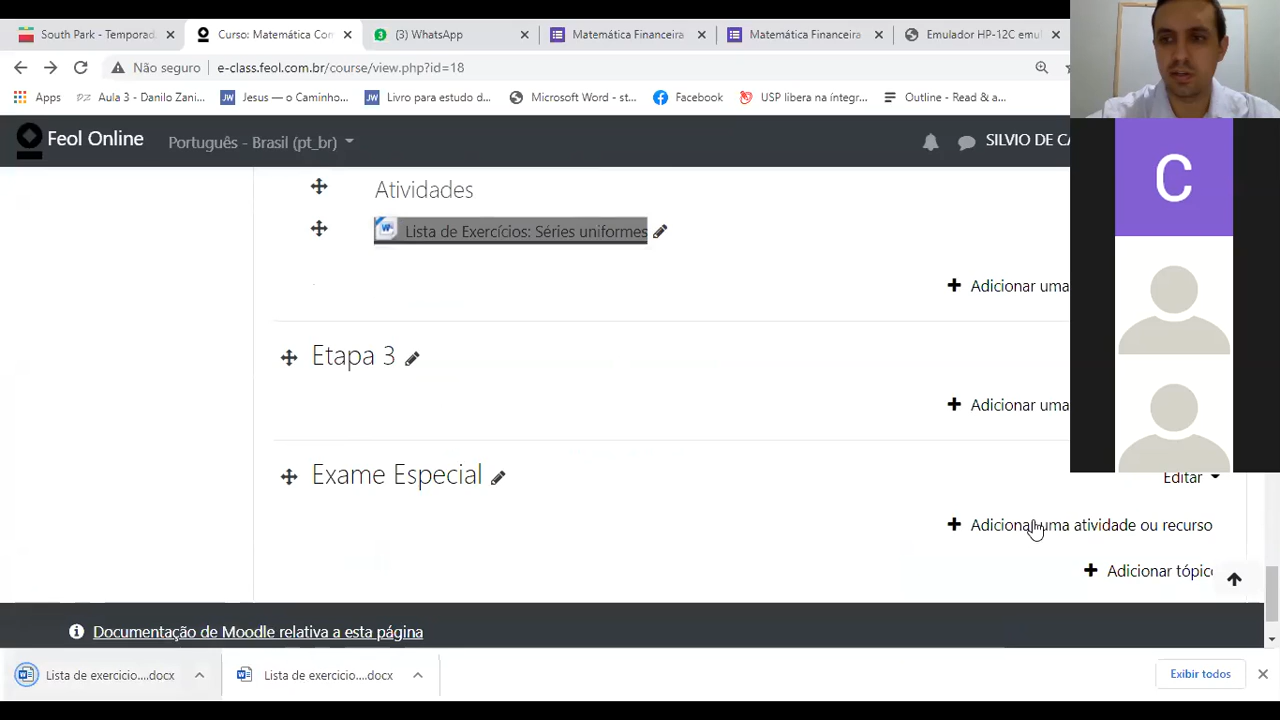 South Park - Temporad
Curso: Matemática Con
(3) WhatsApp
Matemática Financeira
Matemática Financeira
Emulador HP-12C emul
Não seguro
e-class.feol.com.br/course/view.php?id=18
Apps
Aula 3 - Danilo Zani...
Jesus — o Caminho...
Livro para estudo d...
Microsoft Word - st...
Facebook
USP libera na íntegr...
Outline - Read & a...
Feol Online
Português - Brasil (pt_br)
SILVIO DE CA
C
Atividades
Lista de Exercícios: Séries uniformes
Adicionar uma
Etapa 3
Adicionar uma
Exame Especial
Editar
Adicionar uma atividade ou recurso
Adicionar tópico
Documentação de Moodle relativa a esta página
Lista de exercicio....docx
Lista de exercicio....docx
Exibir todos